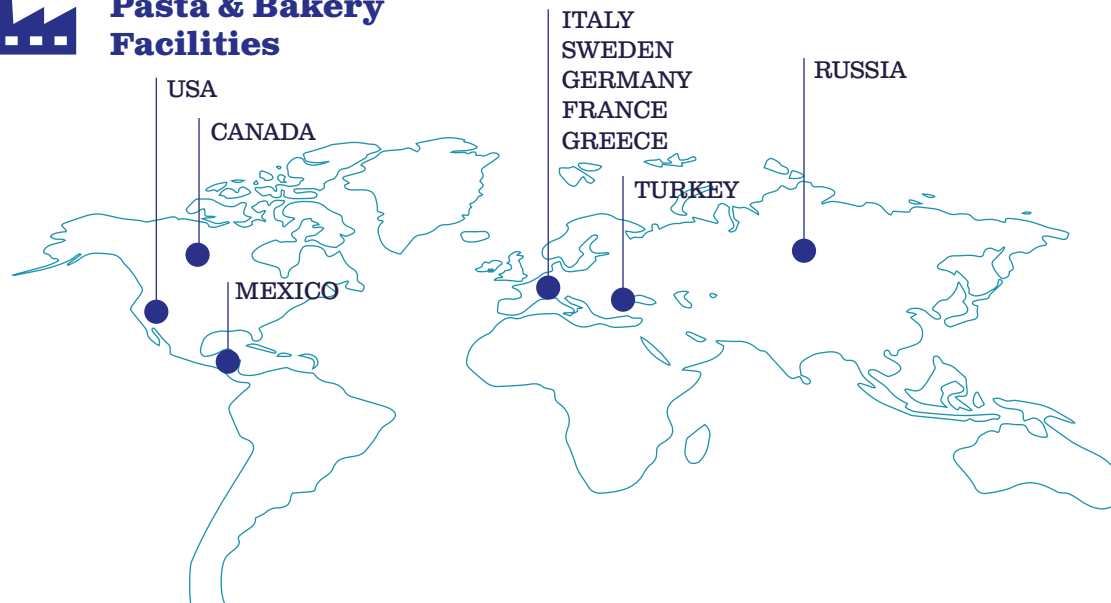 Pasta & Bakery
Facilities
USA
CANADA
MEXICO
ITALY
SWEDEN
GERMANY
FRANCE
GREECE
TURKEY
RUSSIA